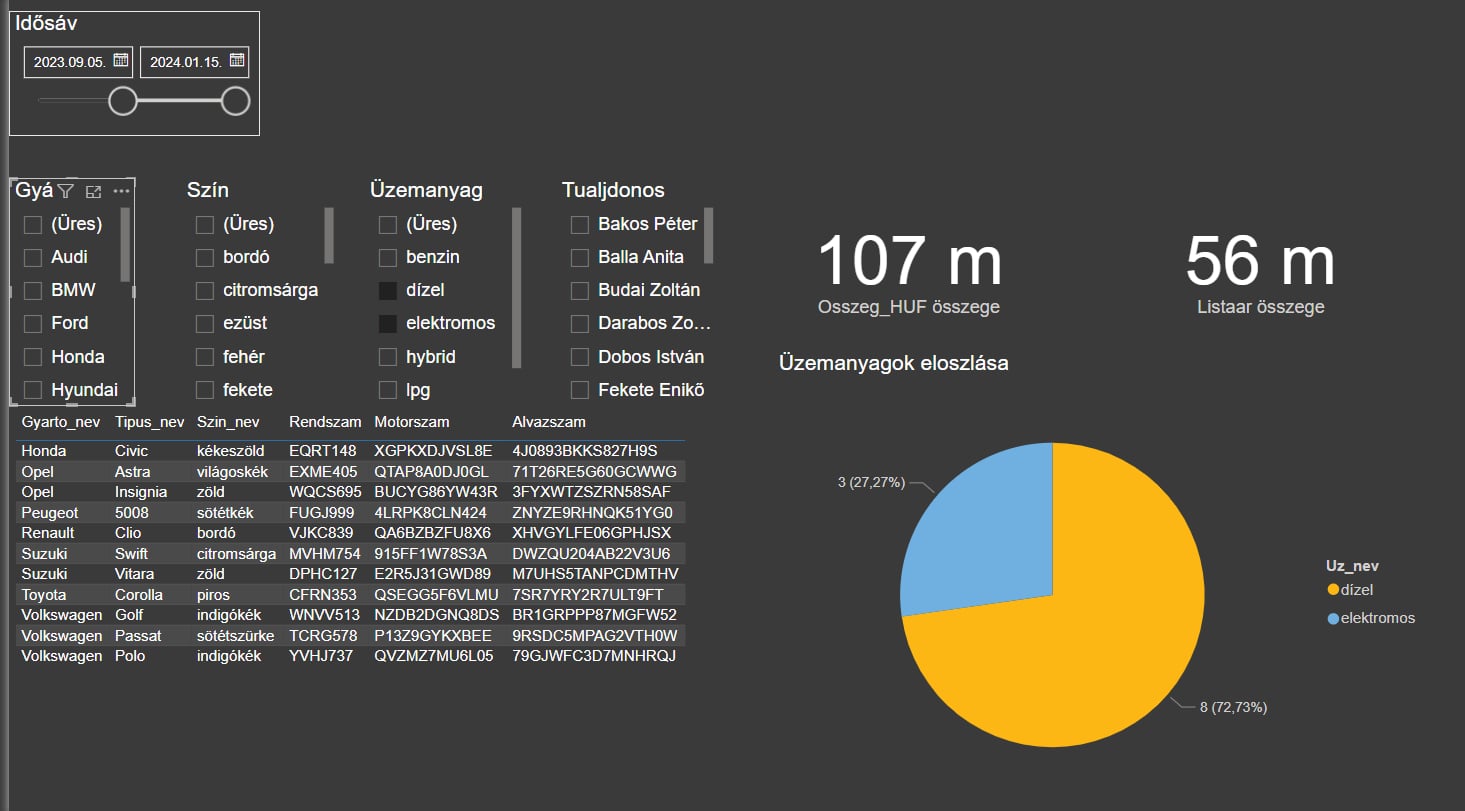 Idősáv
2023.09.05. 2024.01.15.
Gyá Szín Üzemanyag Tualjdonos
(Üres) (Üres) (Üres) Bakos Péter
Audi bordó benzin Balla Anita
BMW citromsárga dízel Budai Zoltán
Ford ezüst elektromos Darabos Zo…
Honda fehér hybrid Dobos István
Hyundai fekete lpg Fekete Enikő
107 m 56 m
Osszeg_HUF összege Listaar összege
Üzemanyagok eloszlása
Gyarto_nev Tipus_nev Szin_nev Rendszam Motorszam Alvazszam
Honda Civic kékeszöld EQRT148 XGPKXDJVSL8E 4J0893BKKS827H9S
Opel Astra világoskék EXME405 QTAP8A0DJ0GL 71T26RE5G60GCWWG
Opel Insignia zöld WQCS695 BUCYG86YW43R 3FYXWTZSZRN58SAF
Peugeot 5008 sötétkék FUGJ999 4LRPK8CLN424 ZNYZE9RHNQK51YG0
Renault Clio bordó VJKC839 QA6BZBZFU8X6 XHVGYLFE06GPHJSX
Suzuki Swift citromsárga MVHM754 915FF1W78S3A DWZQU204AB22V3U6
Suzuki Vitara zöld DPHC127 E2R5J31GWD89 M7UHS5TANPCDMTHV
Toyota Corolla piros CFRN353 QSEGG5F6VLMU 7SR7YRY2R7ULT9FT
Volkswagen Golf indigókék WNVV513 NZDB2DGNQ8DS BR1GRPPP87MGFW52
Volkswagen Passat sötétszürke TCRG578 P13Z9GYKXBEE 9RSDC5MPAG2VTH0W
Volkswagen Polo indigókék YVHJ737 QVZMZ7MU6L05 79GJWFC3D7MNHRQJ
3 (27,27%)
8 (72,73%)
Uz_nev
dízel
elektromos